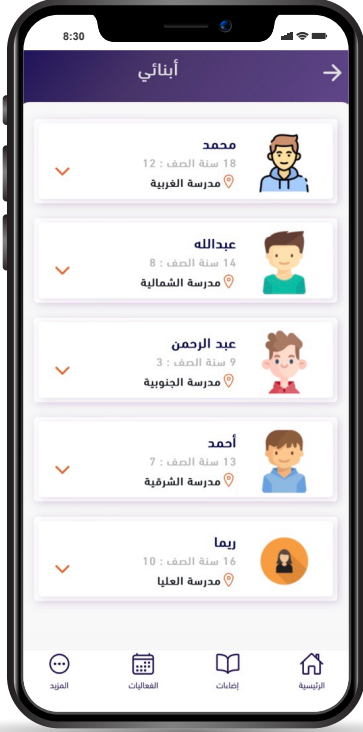 8:30
أبنائي
محمد
18 سنة الصف : 12
مدرسة الغربية
عبدالله
14 سنة الصف : 8
مدرسة الشمالية
عبد الرحمن
9 سنة الصف : 3
مدرسة الجنوبية
أحمد
13 سنة الصف : 7
مدرسة الشرقية
ريما
16 سنة الصف : 10
مدرسة العليا
الرئيسية
إضاءات
الفعاليات
المزيد